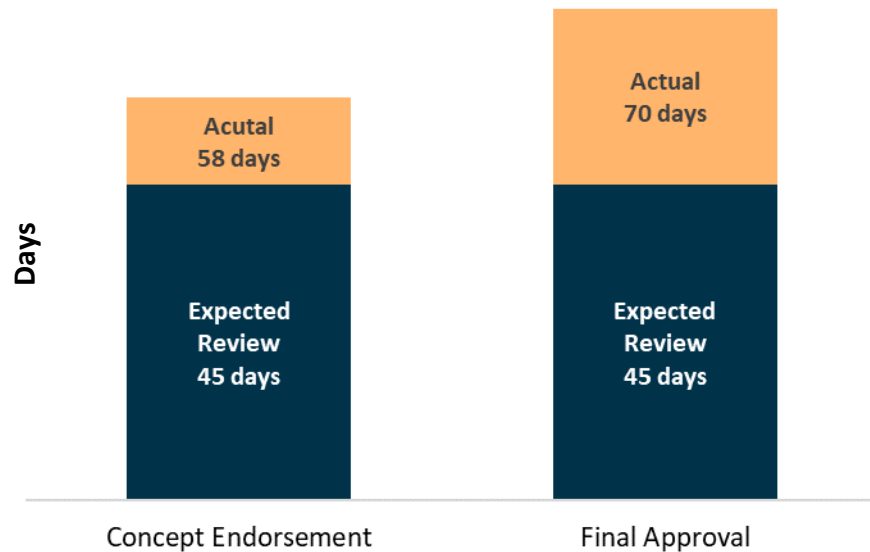 Days
Acutal
58 days
Expected
Review
45 days
Actual
70 days
Expected
Review
45 days
Concept Endorsement
Final Approval